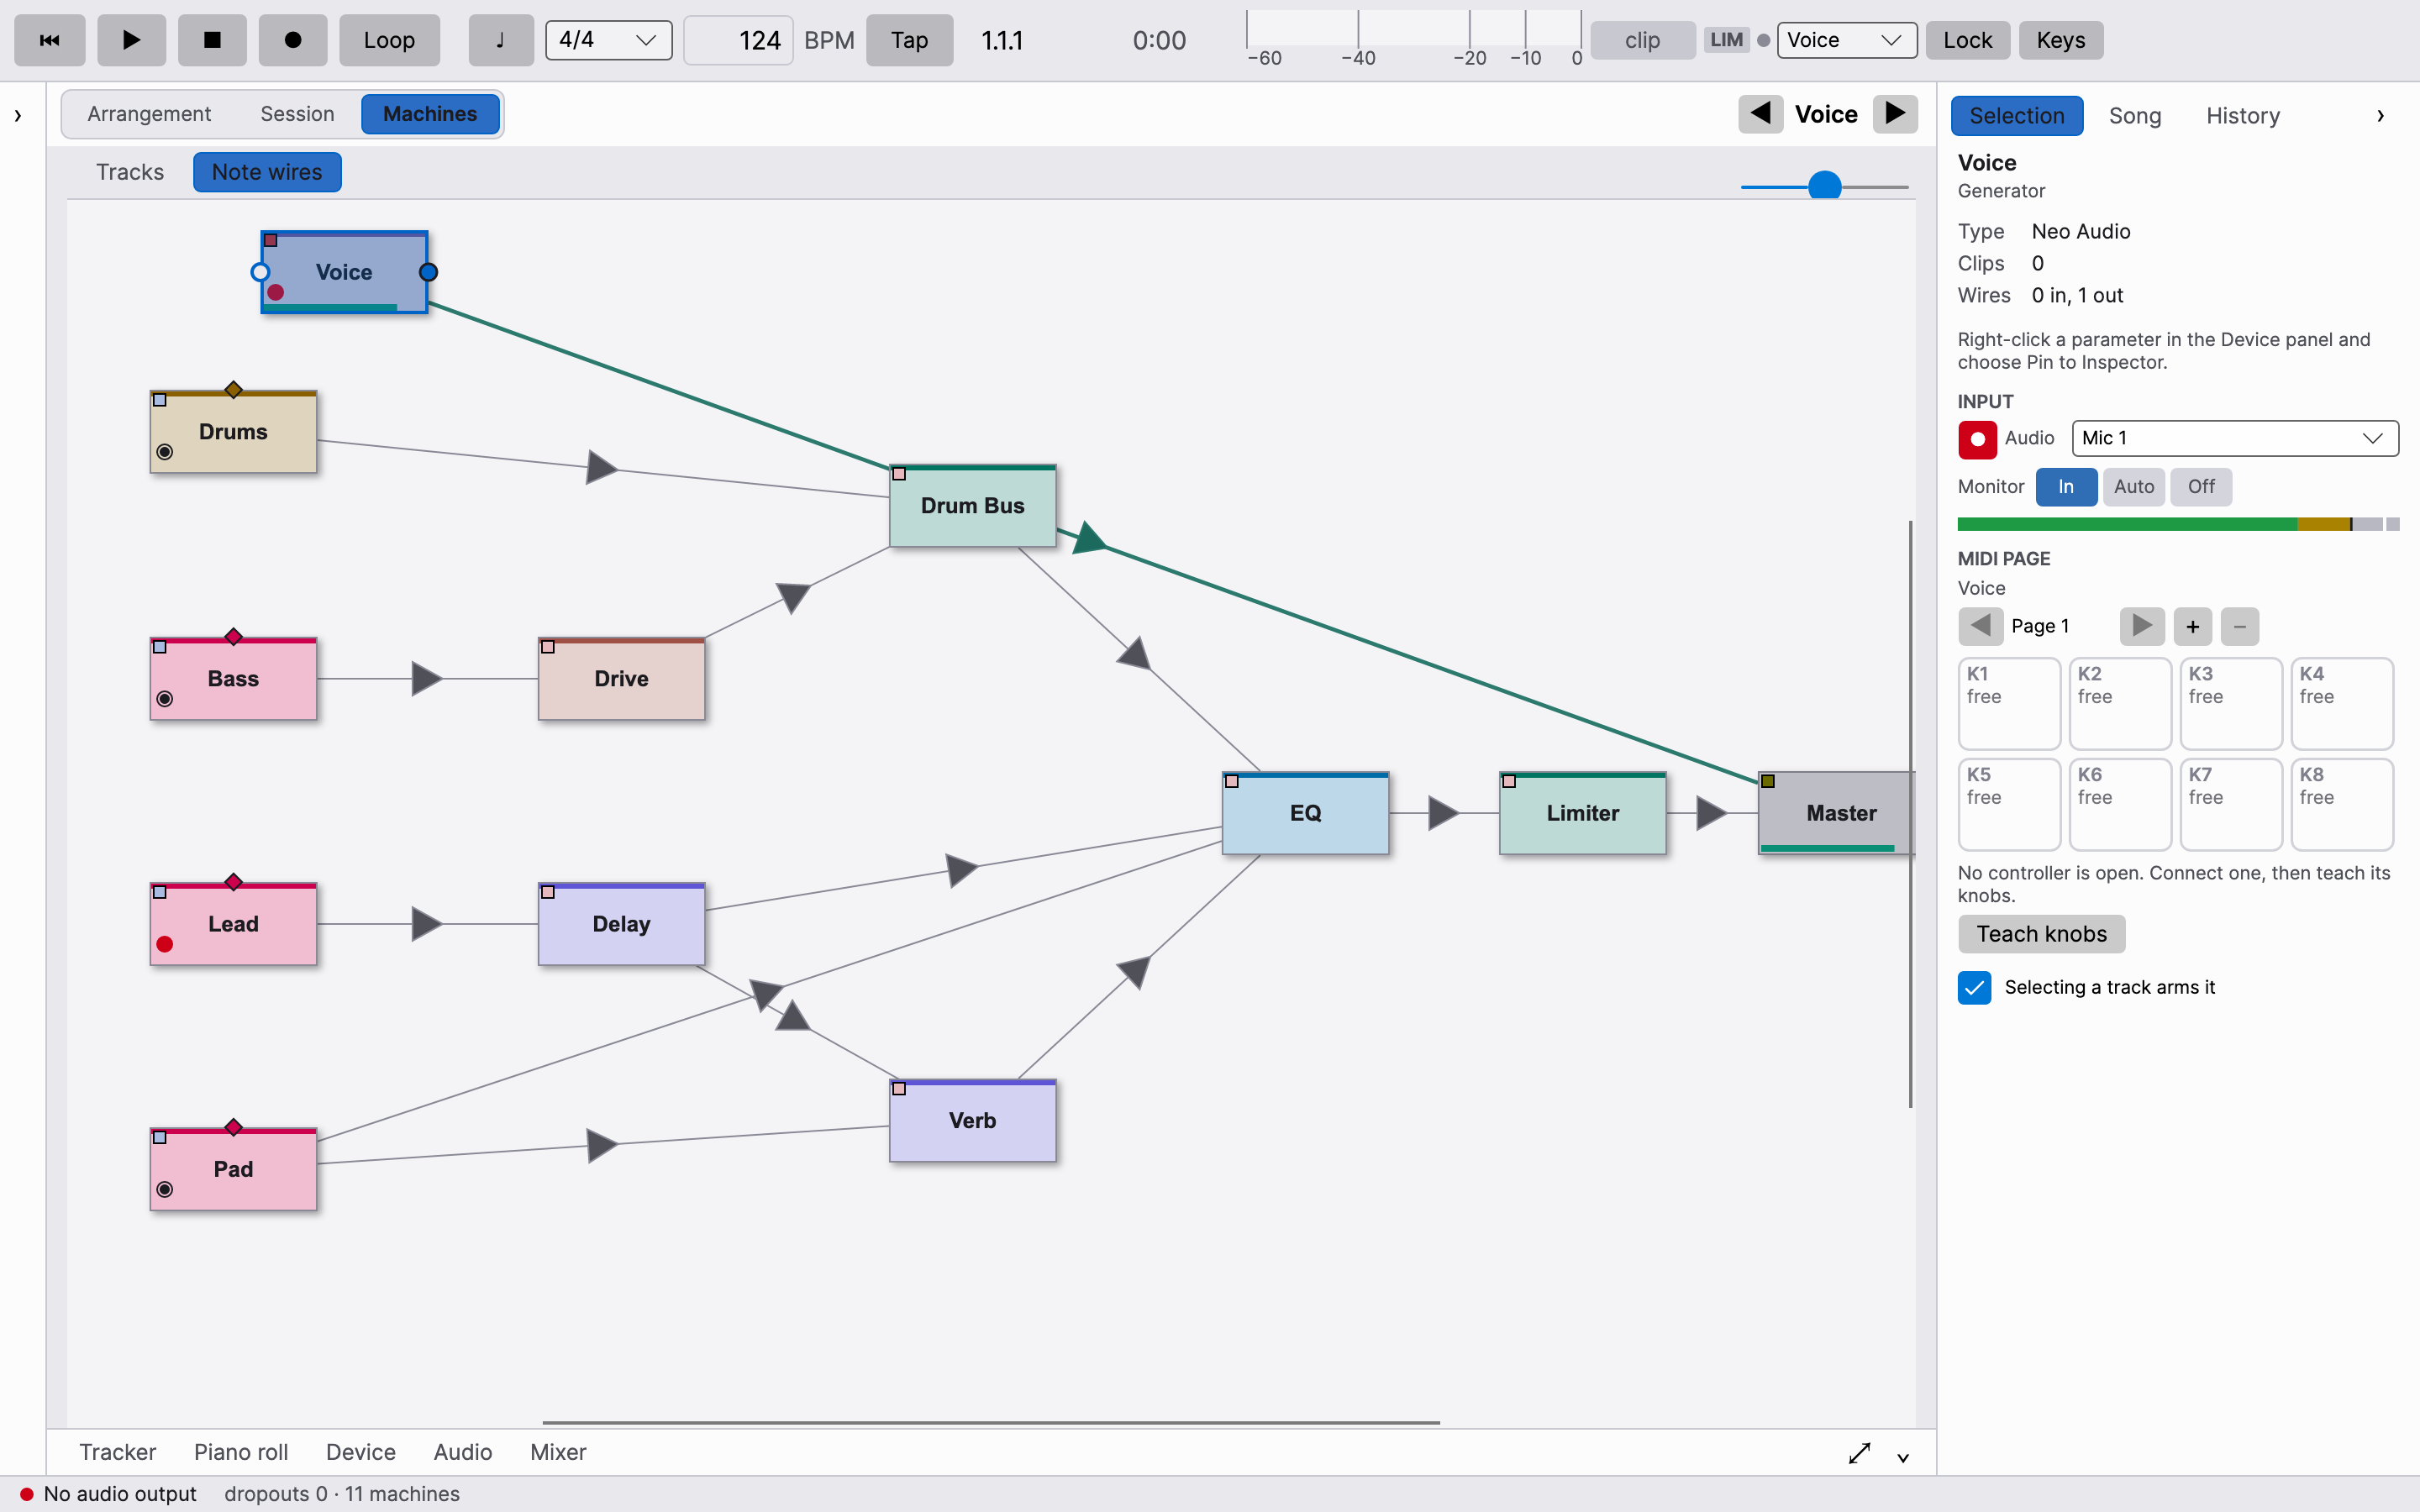 Loop
4/4
124 BPM
Tap
1.1.1
0:00
−60 −40 −20 −10 0
clip
LIM
Voice
Lock
Keys
Arrangement Session Machines
Voice
Tracks Note wires
Voice
Drums
Drum Bus
Bass
Drive
EQ
Limiter
Master
Lead
Delay
Verb
Pad
Selection Song History
Voice
Generator
Type Neo Audio
Clips 0
Wires 0 in, 1 out
Right-click a parameter in the Device panel and
choose Pin to Inspector.
INPUT
Audio Mic 1
Monitor In Auto Off
MIDI PAGE
Voice
Page 1 + −
K1 K2 K3 K4
free free free free
K5 K6 K7 K8
free free free free
No controller is open. Connect one, then teach its
knobs.
Teach knobs
Selecting a track arms it
Tracker Piano roll Device Audio Mixer
No audio output dropouts 0 · 11 machines